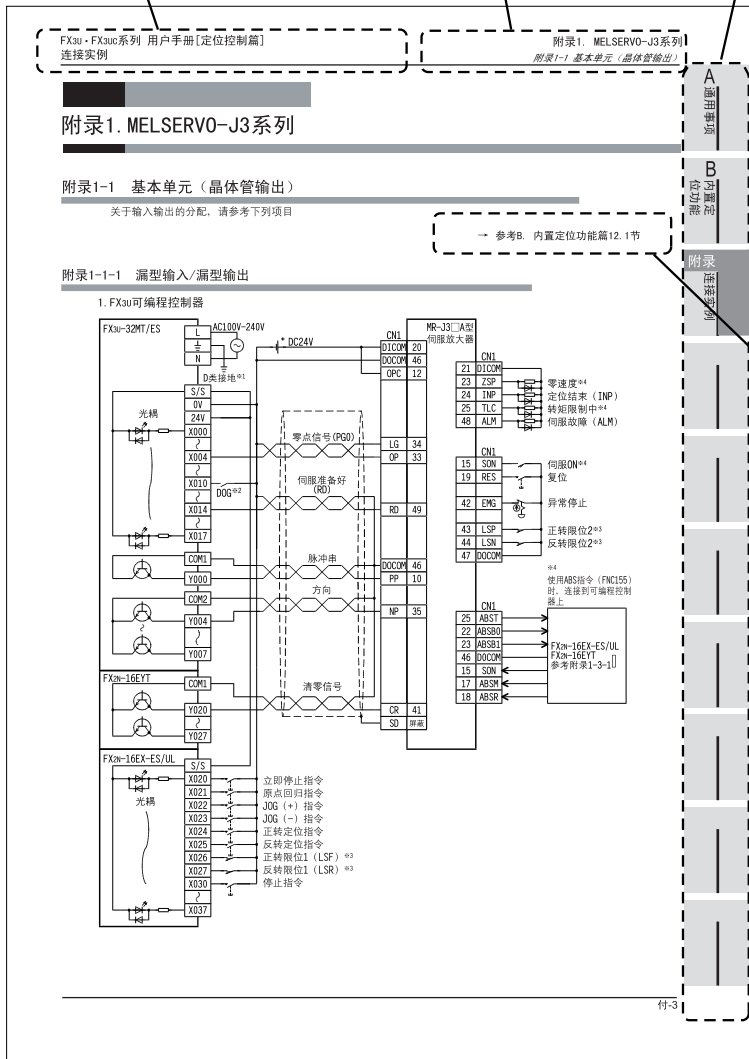 FX3U・FX3UC系列 用户手册[定位控制篇]
连接实例
附录1. MELSERVO-J3系列
附录1-1 基本单元（晶体管输出）
A
通用事项
B
内置定
位功能
附录
连接实例
附录1. MELSERVO-J3系列
附录1-1 基本单元（晶体管输出）
关于输入输出的分配，请参考下列项目
→ 参考B. 内置定位功能篇12.1节
附录1-1-1 漏型输入/漏型输出
1. FX3U可编程控制器
FX3U-32MT/ES
L
N
AC100V-240V
D类接地※1
S/S
0V
24V
X000
X004
X010
X014
X017
光耦
DOG※2
COM1
Y000
COM2
Y004
Y007
FX2N-16EYT
COM1
Y020
Y027
FX2N-16EX-ES/UL
S/S
X020
X021
X022
X023
X024
X025
X026
X027
X030
X037
光耦
立即停止指令
原点回归指令
JOG（+）指令
JOG（-）指令
正转定位指令
反转定位指令
正转限位1（LSF）※3
反转限位1（LSR）※3
停止指令
* DC24V
零点信号(PG0)
伺服准备好
(RD)
脉冲串
方向
清零信号
MR-J3□A型
伺服放大器
CN1
DICOM 20
DOCOM 46
OPC 12
LG 34
OP 33
RD 49
DOCOM 46
PP 10
NP 35
CR 41
SD 屏蔽
CN1
21 DICOM
23 ZSP
24 INP
25 TLC
48 ALM
零速度※4
定位结束（INP）
转矩限制中※4
伺服故障（ALM）
CN1
15 SON
19 RES
42 EMG
43 LSP
44 LSN
47 DOCOM
伺服ON※4
复位
异常停止
正转限位2※3
反转限位2※3
※4
使用ABS指令（FNC155）
时，连接到可编程控制
器上
CN1
25 ABST
22 ABSB0
23 ABSB1
46 DOCOM
15 SON
17 ABSM
18 ABSR
FX2N-16EX-ES/UL
FX2N-16EYT
参考附录1-3-1
付-3